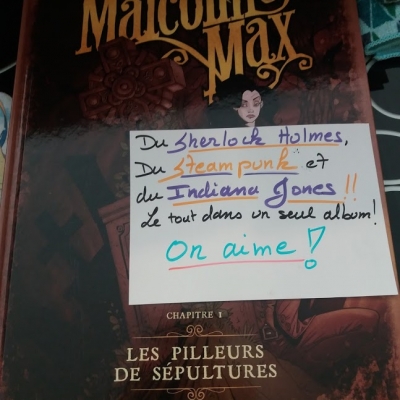 Malcolm
Max
Du Sherlock Holmes,
Du Steampunk et
du Indiana Jones !!
Le tout dans un seul album!
On aime !
CHAPITRE 1
LES PILLEURS
DE SÉPULTURES